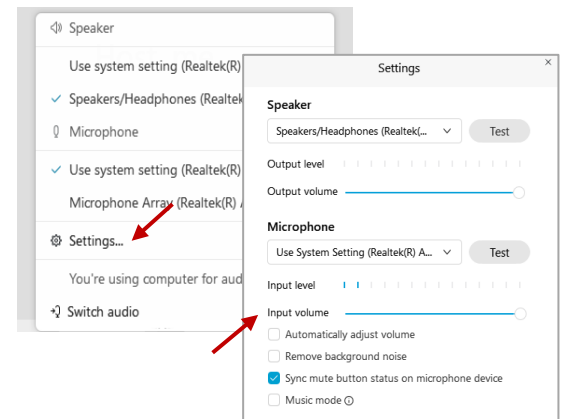 Speaker
Use system setting (Realtek(R)
Speakers/Headphones (Realtek
Microphone
Use system setting (Realtek(R)
Microphone Array (Realtek(R)
Settings...
You're using computer for aud
Switch audio
Settings
Speaker
Speakers/Headphones (Realtek(...
Test
Output level
Output volume
Microphone
Use System Setting (Realtek(R) A...
Test
Input level
Input volume
Automatically adjust volume
Remove background noise
Sync mute button status on microphone device
Music mode